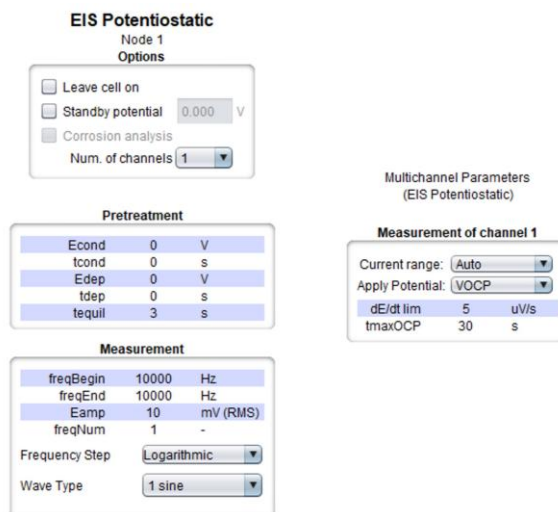 EIS Potentiostatic
Node 1
Options
Leave cell on
Standby potential 0.000 V
Corrosion analysis
Num. of channels 1
Pretreatment
Econd 0 V
tcond 0 s
Edep 0 V
tdep 0 s
tequil 3 s
Measurement
freqBegin 10000 Hz
freqEnd 10000 Hz
Eamp 10 mV (RMS)
freqNum 1 -
Frequency Step Logarithmic
Wave Type 1 sine
Multichannel Parameters
(EIS Potentiostatic)
Measurement of channel 1
Current range: Auto
Apply Potential: VOCP
dE/dt lim 5 uV/s
tmaxOCP 30 s